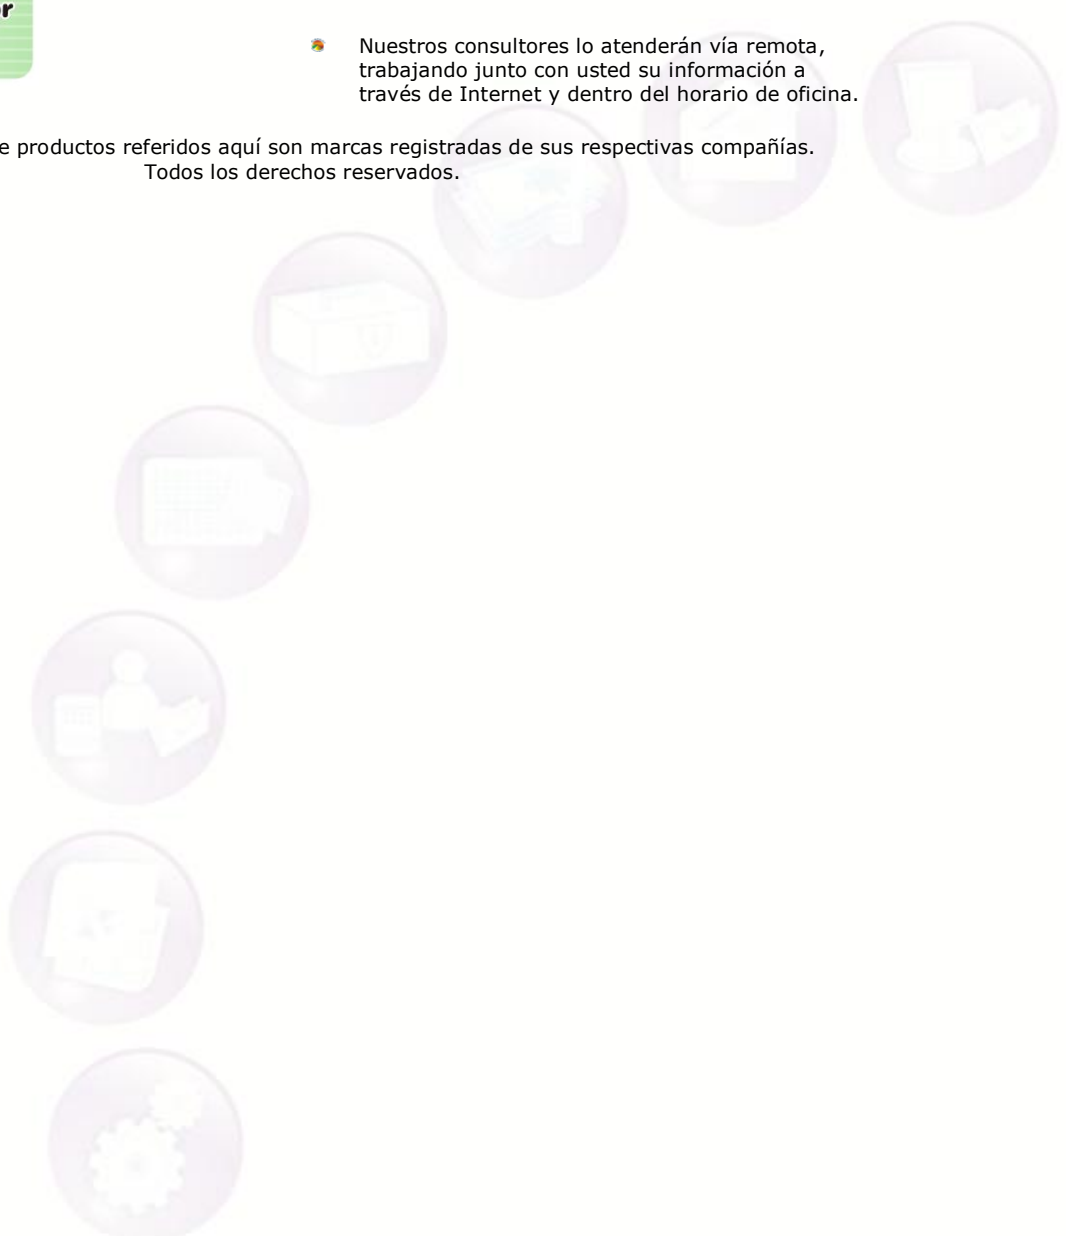 or
Nuestros consultores lo atenderán vía remota,
trabajando junto con usted su información a
través de Internet y dentro del horario de oficina.
e productos referidos aquí son marcas registradas de sus respectivas compañías.
Todos los derechos reservados.